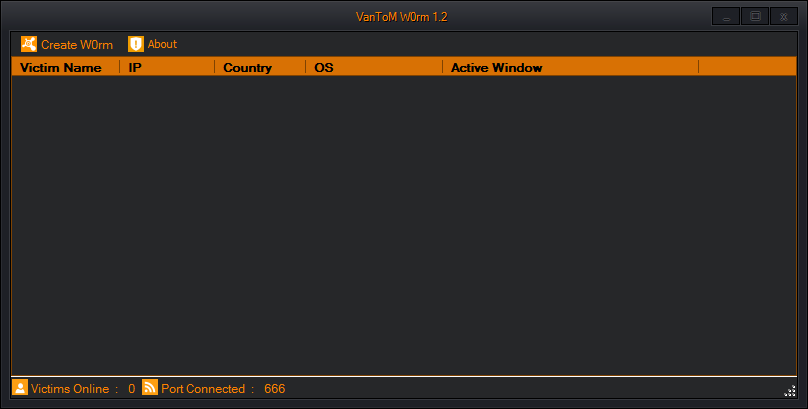 VanToM W0rm 1.2
Create W0rm About
Victim Name IP Country OS Active Window
Victims Online : 0 Port Connected : 666